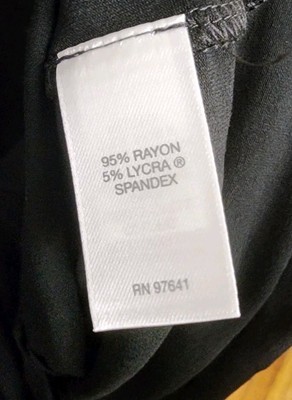 95% RAYON
5% LYCRA ®
SPANDEX
RN 97641